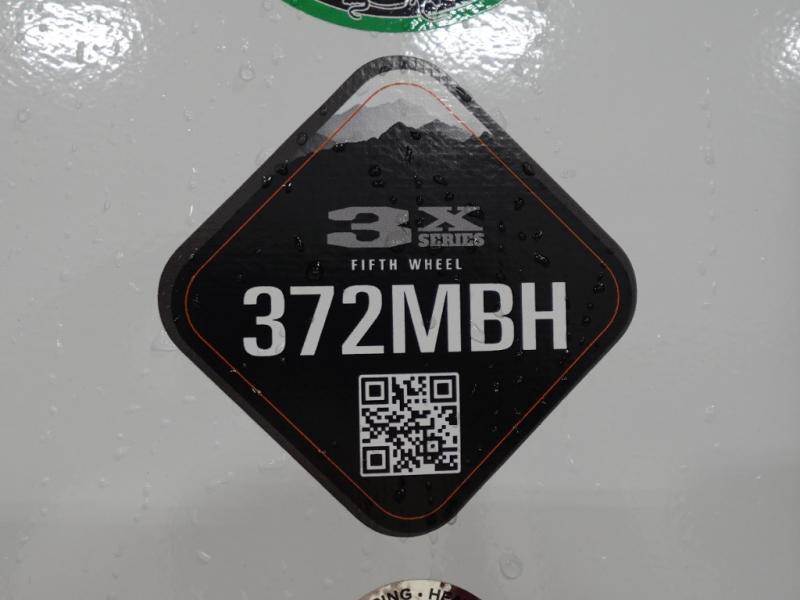 3X
SERIES
FIFTH WHEEL
372MBH